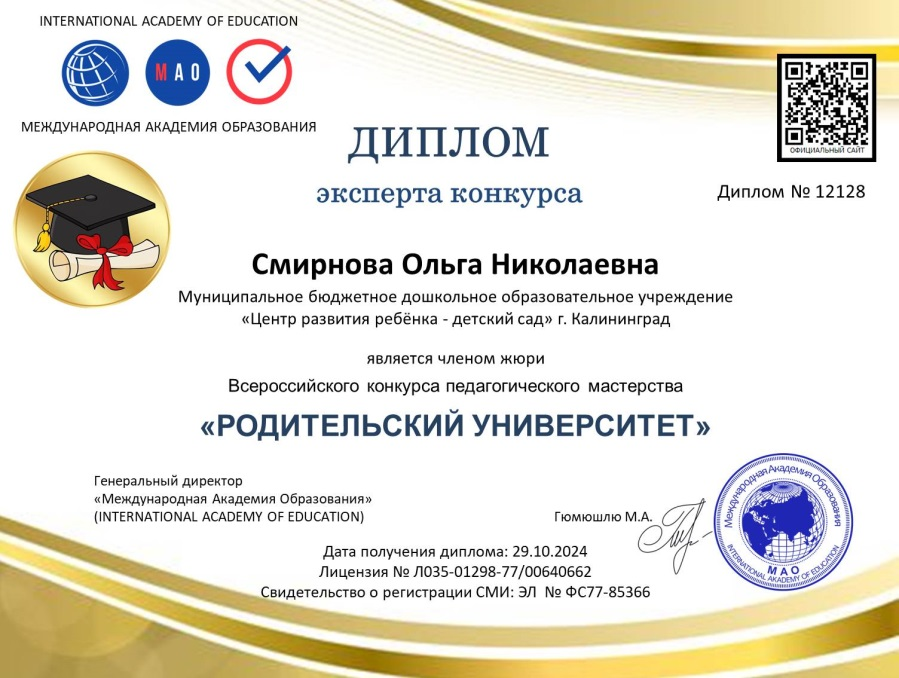 INTERNATIONAL ACADEMY OF EDUCATION
МАО
МЕЖДУНАРОДНАЯ АКАДЕМИЯ ОБРАЗОВАНИЯ
ОФИЦИАЛЬНЫЙ САЙТ
ДИПЛОМ
эксперта конкурса
Диплом № 12128
Смирнова Ольга Николаевна
Муниципальное бюджетное дошкольное образовательное учреждение
«Центр развития ребёнка - детский сад» г. Калининград
является членом жюри
Всероссийского конкурса педагогического мастерства
«РОДИТЕЛЬСКИЙ УНИВЕРСИТЕТ»
Генеральный директор
«Международная Академия Образования»
(INTERNATIONAL ACADEMY OF EDUCATION)
Гюмюшлю М.А.
Международная Академия Образования
МАО
INTERNATIONAL ACADEMY OF EDUCATION
Дата получения диплома: 29.10.2024
Лицензия № Л035-01298-77/00640662
Свидетельство о регистрации СМИ: ЭЛ № ФС77-85366